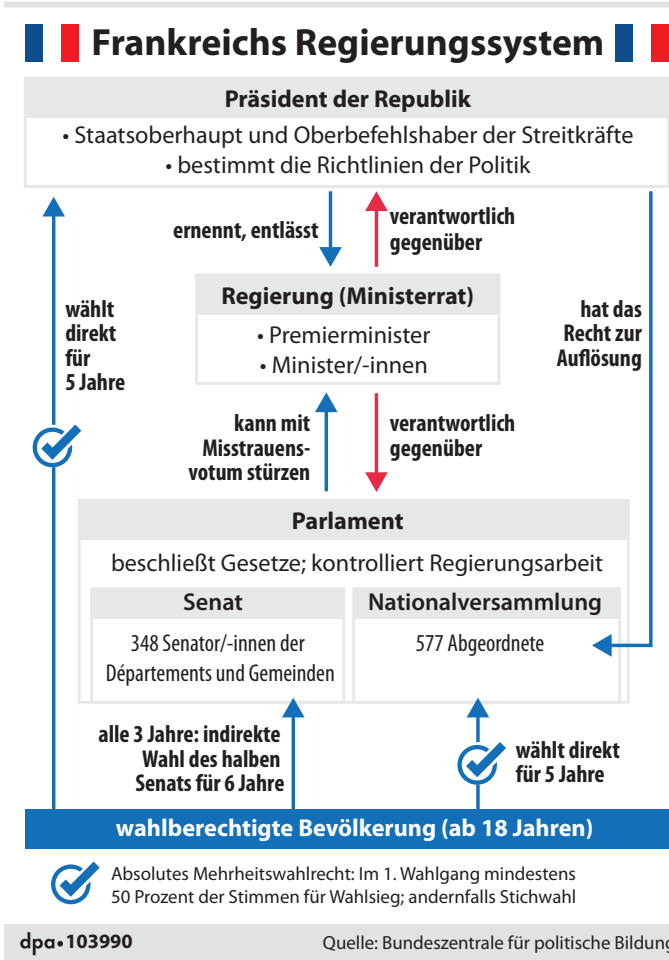 Frankreichs Regierungssystem
Präsident der Republik
• Staatsoberhaupt und Oberbefehlshaber der Streitkräfte
• bestimmt die Richtlinien der Politik
ernennt, entlässt
verantwortlich
gegenüber
wählt
direkt
für
5 Jahre
Regierung (Ministerrat)
• Premierminister
• Minister/-innen
hat das
Recht zur
Auflösung
kann mit
Misstrauens-
votum stürzen
verantwortlich
gegenüber
Parlament
beschließt Gesetze; kontrolliert Regierungsarbeit
Senat
348 Senator/-innen der
Départements und Gemeinden
Nationalversammlung
577 Abgeordnete
alle 3 Jahre: indirekte
Wahl des halben
Senats für 6 Jahre
wählt direkt
für 5 Jahre
wahlberechtigte Bevölkerung (ab 18 Jahren)
Absolutes Mehrheitswahlrecht: Im 1. Wahlgang mindestens
50 Prozent der Stimmen für Wahlsieg; andernfalls Stichwahl
dpa•103990
Quelle: Bundeszentrale für politische Bildung